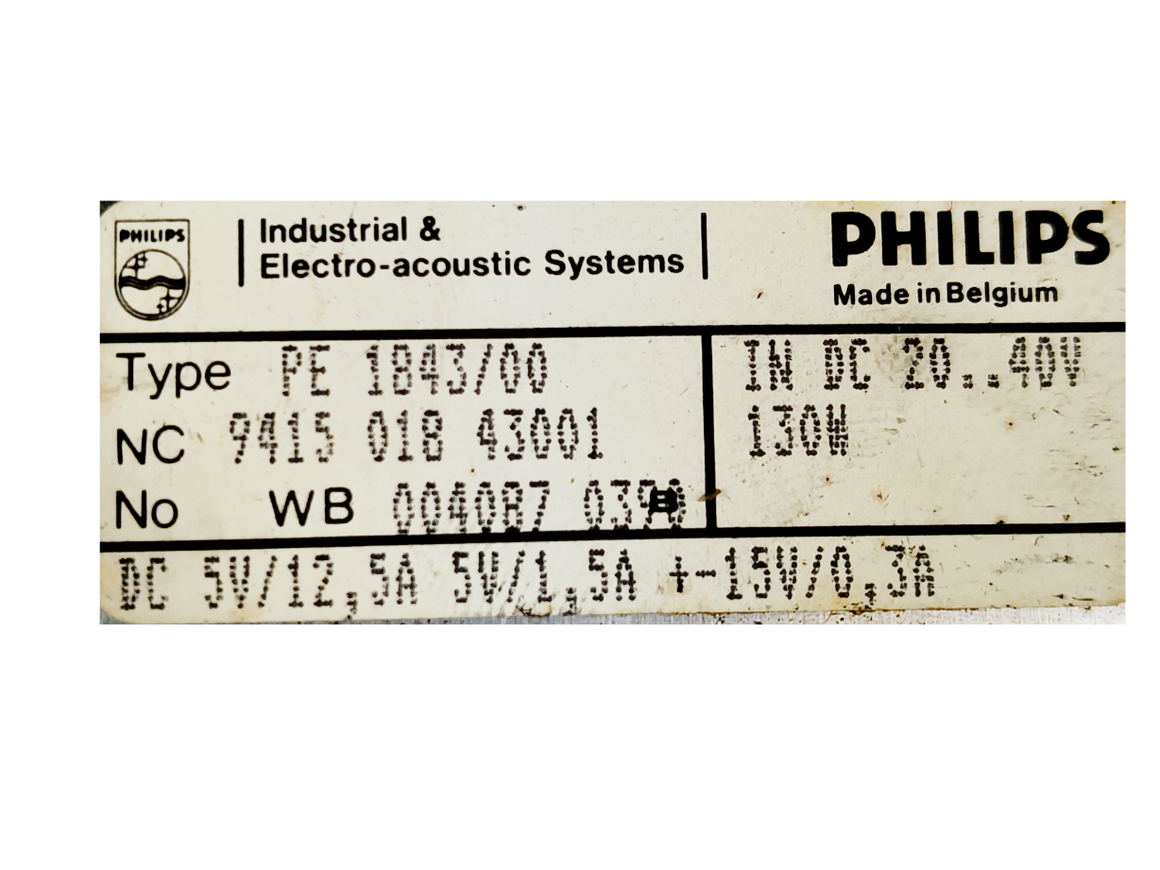 PHILIPS
Industrial &
Electro-acoustic Systems
PHILIPS
Made in Belgium
Type PE 1843/00
NC 9415 018 43001
No WB 004087
IN DC 20..40V
130W
DC 5V/12,5A 5V/1,5A +-15V/0,3A